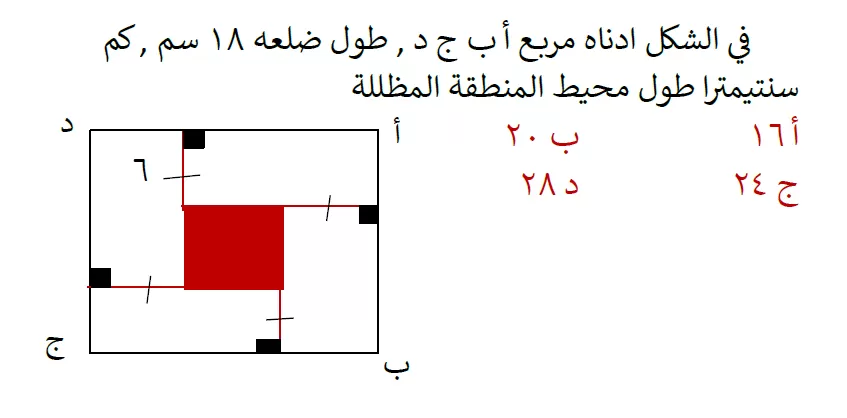 في الشكل ادناه مربع أ ب ج د , طول ضلعه ١٨ سم , كم
سنتيمترا طول محيط المنطقة المظللة
أ ١٦ ب ٢٠
ج ٢٤ د ٢٨
د
أ
٦
ج
ب